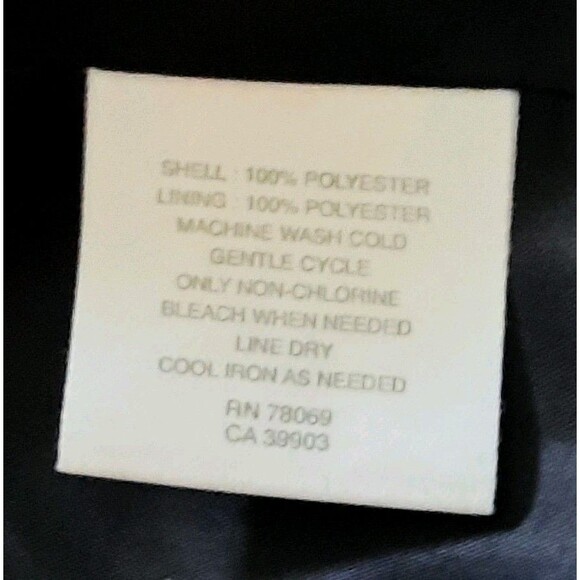 SHELL : 100% POLYESTER
LINING : 100% POLYESTER
MACHINE WASH COLD
GENTLE CYCLE
ONLY NON-CHLORINE
BLEACH WHEN NEEDED
LINE DRY
COOL IRON AS NEEDED
RN 78069
CA 39903